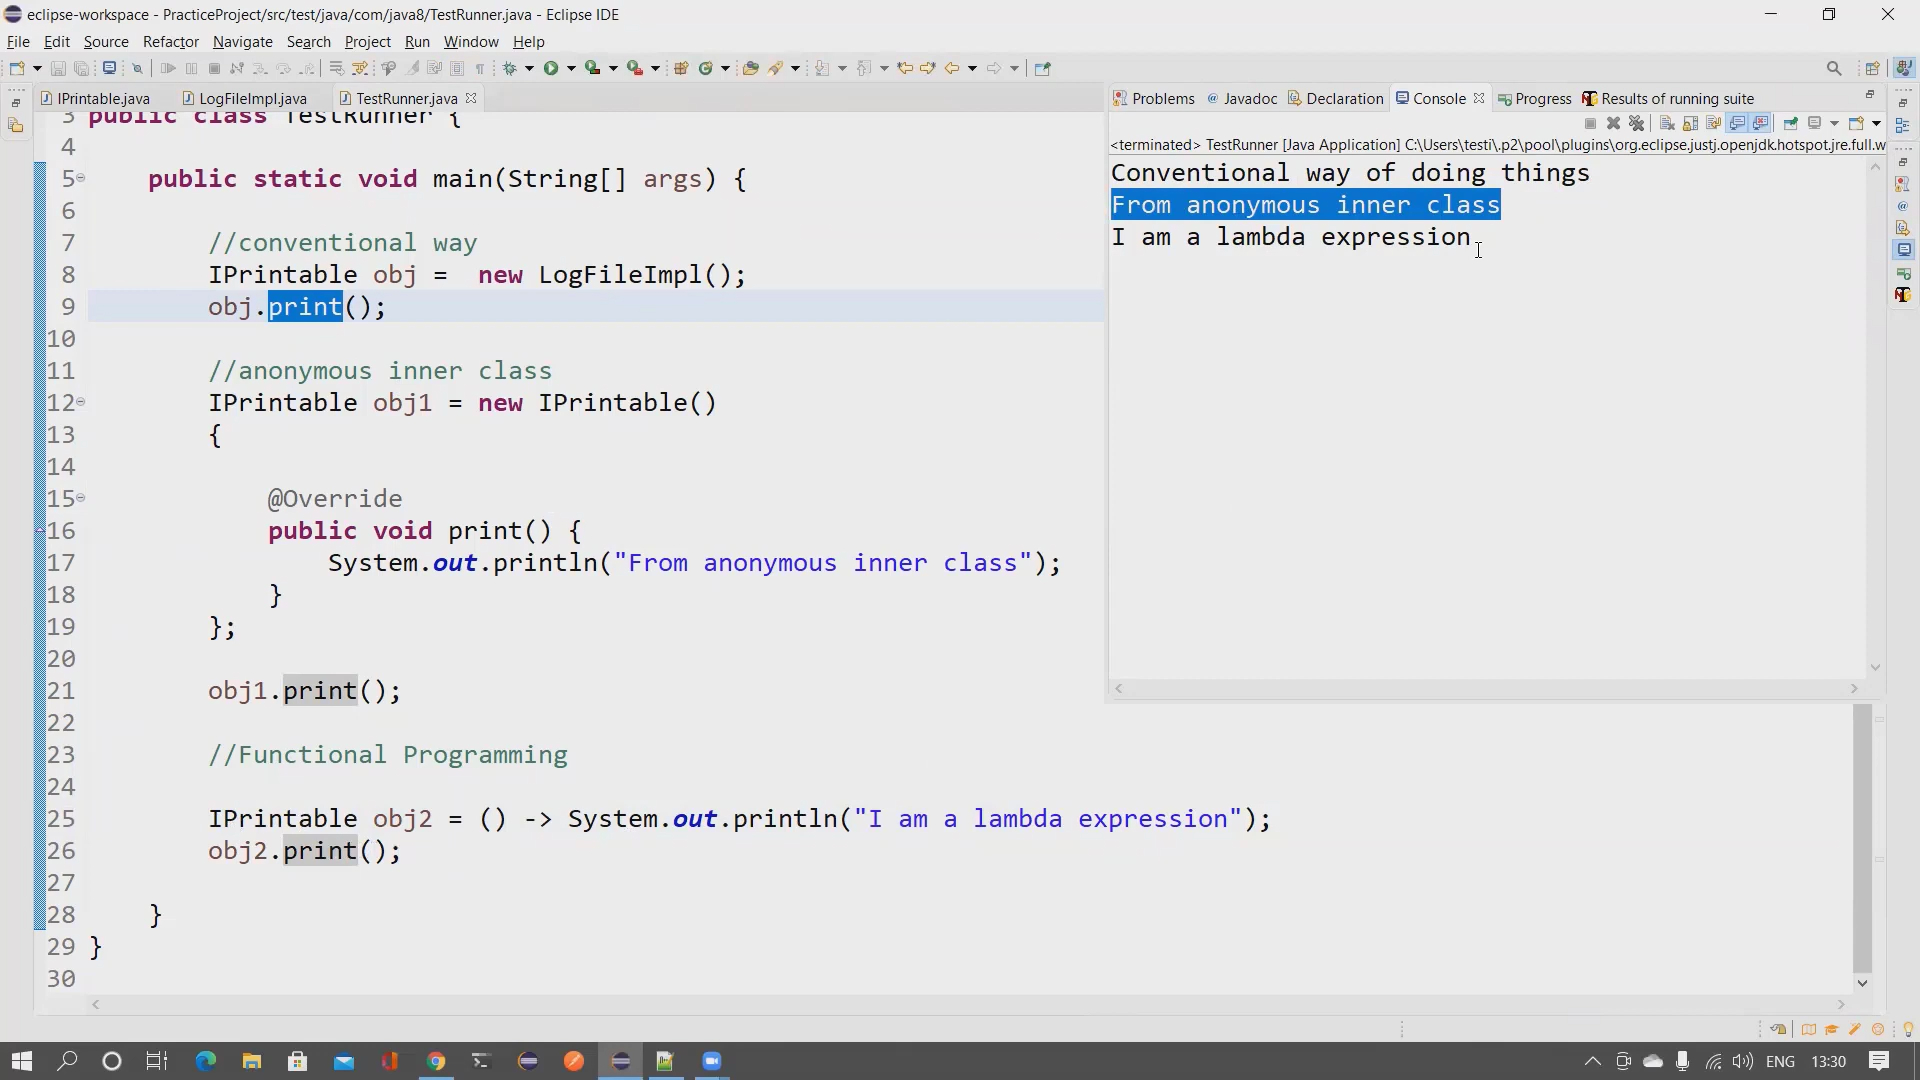 eclipse-workspace - PracticeProject/src/test/java/com/java8/TestRunner.java - Eclipse IDE
File Edit Source Refactor Navigate Search Project Run Window Help
IPrintable.java LogFileImpl.java TestRunner.java
3 public class TestRunner {
4
5 public static void main(String[] args) {
6
7 //conventional way
8 IPrintable obj =  new LogFileImpl();
9 obj.print();
10
11 //anonymous inner class
12 IPrintable obj1 = new IPrintable()
13 {
14
15 @Override
16 public void print() {
17 System.out.println("From anonymous inner class");
18 }
19 };
20
21 obj1.print();
22
23 //Functional Programming
24
25 IPrintable obj2 = () -> System.out.println("I am a lambda expression");
26 obj2.print();
27
28 }
29 }
30
Problems Javadoc Declaration Console Progress Results of running suite
<terminated> TestRunner [Java Application] C:\Users\testi\.p2\pool\plugins\org.eclipse.justj.openjdk.hotspot.jre.full.w
Conventional way of doing things
From anonymous inner class
I am a lambda expression
ENG 13:30